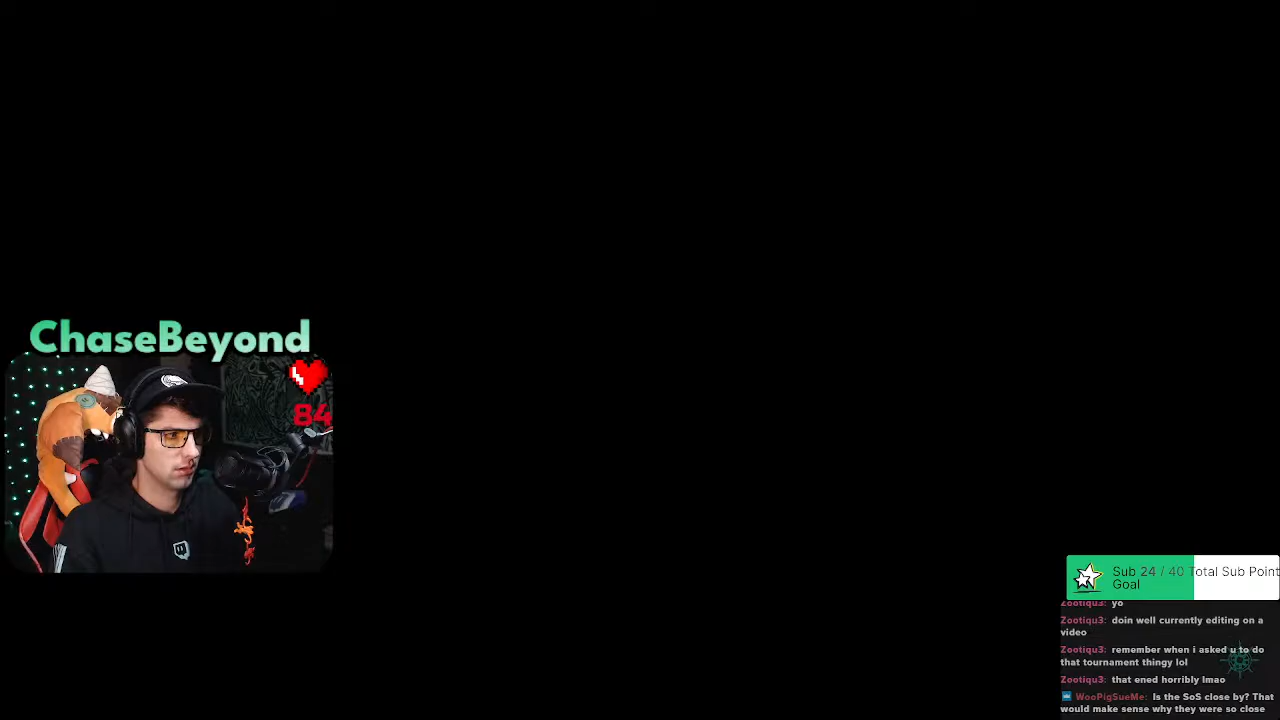 ChaseBeyond
84
Sub 24 / 40 Total Sub Point
Goal
Zootiqu3: yo
Zootiqu3: doin well currently editing on a
video
Zootiqu3: remember when i asked u to do
that tournament thingy lol
Zootiqu3: that ened horribly lmao
WooPigSueMe: Is the SoS close by? That
would make sense why they were so close